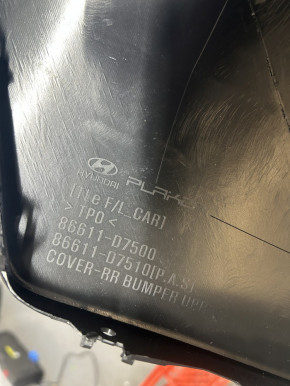 HYUNDAI PLAKOR
[TLe F/L_CAR]
> TPO <
86611-D7500
86611-D7510(P.A.S)
COVER-RR BUMPER UPR